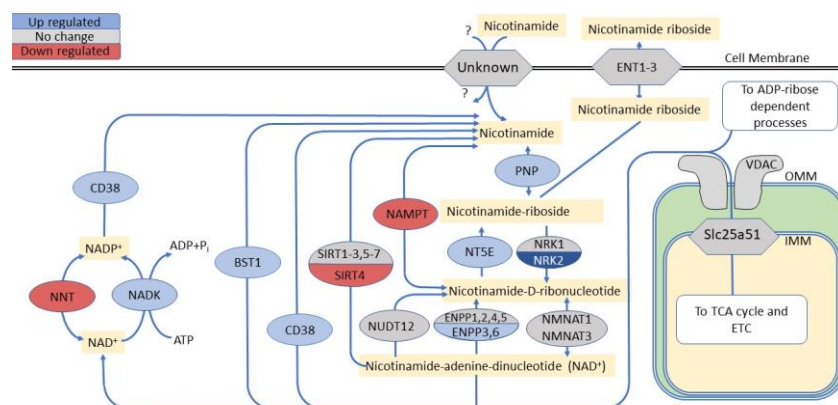 Up regulated
No change
Down regulated
? Nicotinamide
Nicotinamide riboside
Cell Membrane
Unknown
ENT1-3
?
Nicotinamide riboside
To ADP-ribose
dependent
processes
Nicotinamide
PNP
VDAC
OMM
CD38
NAMPT
Nicotinamide-riboside
Slc25a51
IMM
NADP⁺
ADP+Pi
BST1
SIRT1-3,5-7
SIRT4
NT5E
NRK1
NRK2
NNT
NADK
Nicotinamide-D-ribonucleotide
To TCA cycle and
ETC
CD38
NUDT12
ENPP1,2,4,5
ENPP3,6
NMNAT1
NMNAT3
NAD⁺
ATP
Nicotinamide-adenine-dinucleotide (NAD⁺)